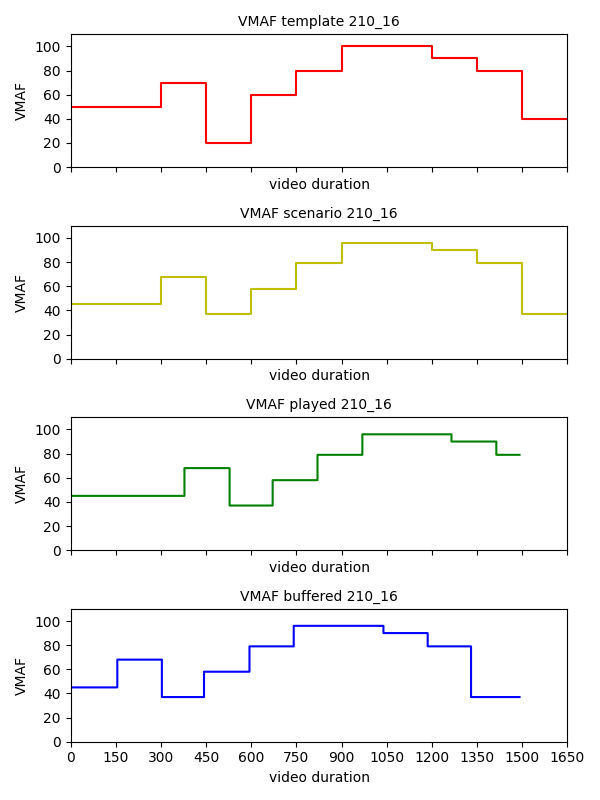 VMAF template 210_16
100
80
60
40
20
0
VMAF
video duration
VMAF scenario 210_16
100
80
60
40
20
0
VMAF
video duration
VMAF played 210_16
100
80
60
40
20
0
VMAF
video duration
VMAF buffered 210_16
100
80
60
40
20
0
VMAF
0 150 300 450 600 750 900 1050 1200 1350 1500 1650
video duration